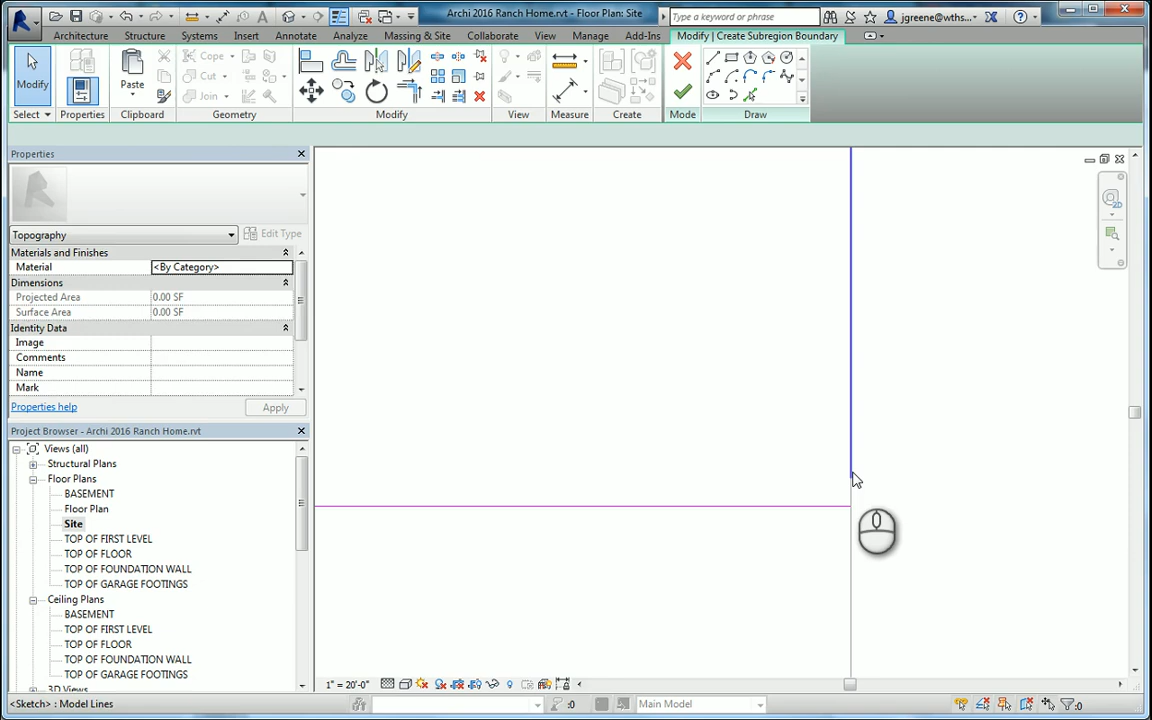 Archi 2016 Ranch Home.rvt - Floor Plan: Site
Type a keyword or phrase
jgreene@wths...
Architecture Structure Systems Insert Annotate Analyze Massing & Site Collaborate View Manage Add-Ins Modify | Create Subregion Boundary
Modify
Paste
Cope
Cut
Join
Select Properties Clipboard Geometry Modify View Measure Create Mode Draw
Properties
Topography
Edit Type
Materials and Finishes
Material <By Category>
Dimensions
Projected Area 0.00 SF
Surface Area 0.00 SF
Identity Data
Image
Comments
Name
Mark
Properties help
Apply
Project Browser - Archi 2016 Ranch Home.rvt
Views (all)
Structural Plans
Floor Plans
BASEMENT
Floor Plan
Site
TOP OF FIRST LEVEL
TOP OF FLOOR
TOP OF FOUNDATION WALL
TOP OF GARAGE FOOTINGS
Ceiling Plans
BASEMENT
TOP OF FIRST LEVEL
TOP OF FLOOR
TOP OF FOUNDATION WALL
TOP OF GARAGE FOOTINGS
3D Views
2D
1" = 20'-0"
<Sketch> : Model Lines
:0
Main Model
:0